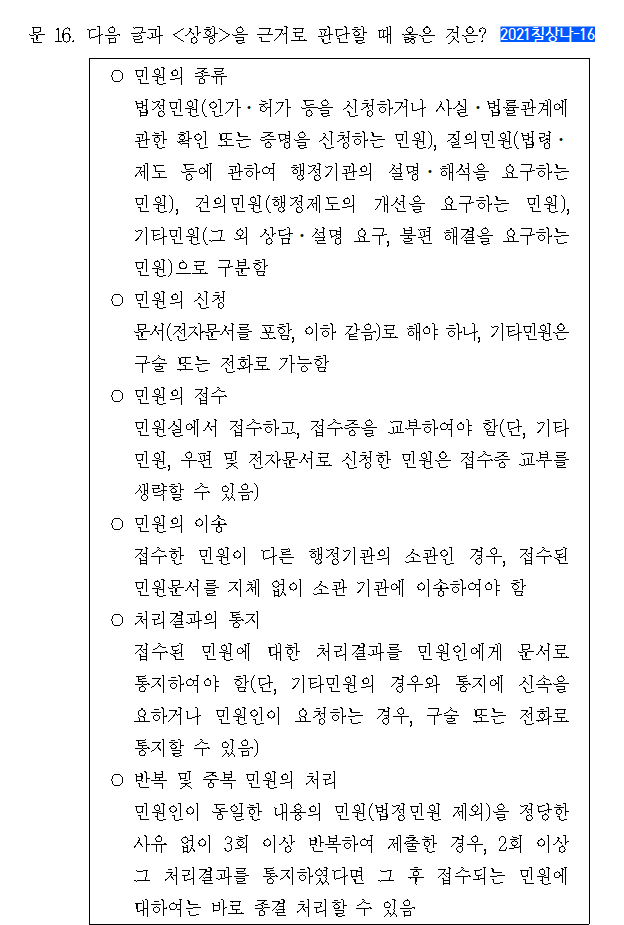 문 16. 다음 글과 <상황>을 근거로 판단할 때 옳은 것은? 2021칠상나-16
○ 민원의 종류
법정민원(인가·허가 등을 신청하거나 사실·법률관계에
관한 확인 또는 증명을 신청하는 민원), 질의민원(법령·
제도 등에 관하여 행정기관의 설명·해석을 요구하는
민원), 건의민원(행정제도의 개선을 요구하는 민원),
기타민원(그 외 상담·설명 요구, 불편 해결을 요구하는
민원)으로 구분함
○ 민원의 신청
문서(전자문서를 포함, 이하 같음)로 해야 하나, 기타민원은
구술 또는 전화로 가능함
○ 민원의 접수
민원실에서 접수하고, 접수증을 교부하여야 함(단, 기타
민원, 우편 및 전자문서로 신청한 민원은 접수증 교부를
생략할 수 있음)
○ 민원의 이송
접수한 민원이 다른 행정기관의 소관인 경우, 접수된
민원문서를 지체 없이 소관 기관에 이송하여야 함
○ 처리결과의 통지
접수된 민원에 대한 처리결과를 민원인에게 문서로
통지하여야 함(단, 기타민원의 경우와 통지에 신속을
요하거나 민원인이 요청하는 경우, 구술 또는 전화로
통지할 수 있음)
○ 반복 및 중복 민원의 처리
민원인이 동일한 내용의 민원(법정민원 제외)을 정당한
사유 없이 3회 이상 반복하여 제출한 경우, 2회 이상
그 처리결과를 통지하였다면 그 후 접수되는 민원에
대하여는 바로 종결 처리할 수 있음